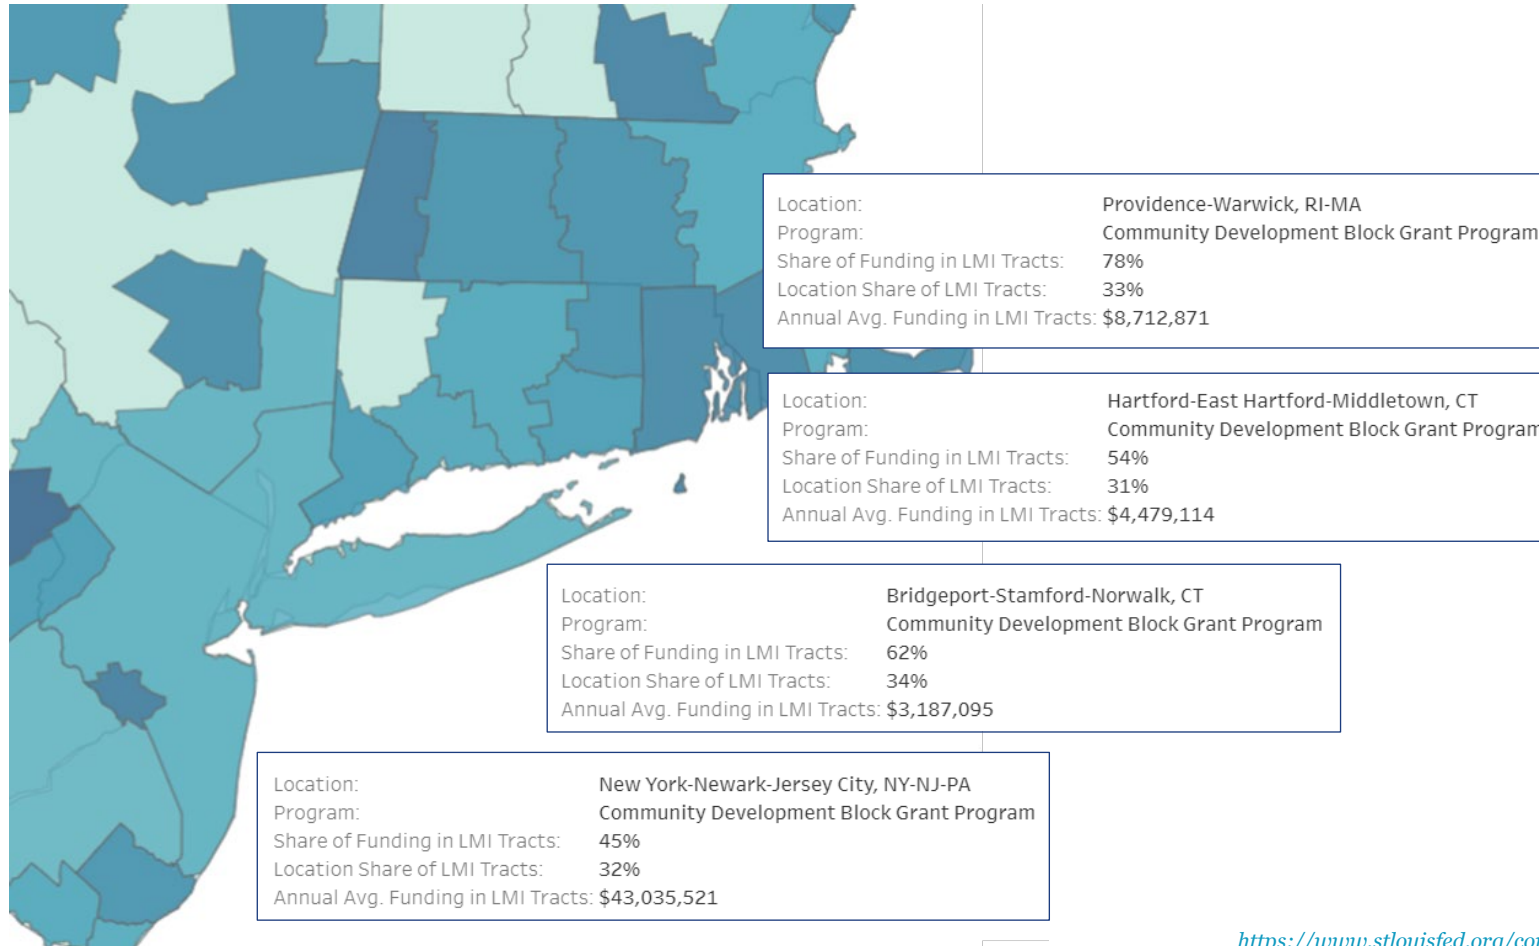 Location: Providence-Warwick, RI-MA
Program: Community Development Block Grant Program
Share of Funding in LMI Tracts: 78%
Location Share of LMI Tracts: 33%
Annual Avg. Funding in LMI Tracts: $8,712,871
Location: Hartford-East Hartford-Middletown, CT
Program: Community Development Block Grant Program
Share of Funding in LMI Tracts: 54%
Location Share of LMI Tracts: 31%
Annual Avg. Funding in LMI Tracts: $4,479,114
Location: Bridgeport-Stamford-Norwalk, CT
Program: Community Development Block Grant Program
Share of Funding in LMI Tracts: 62%
Location Share of LMI Tracts: 34%
Annual Avg. Funding in LMI Tracts: $3,187,095
Location: New York-Newark-Jersey City, NY-NJ-PA
Program: Community Development Block Grant Program
Share of Funding in LMI Tracts: 45%
Location Share of LMI Tracts: 32%
Annual Avg. Funding in LMI Tracts: $43,035,521
https://www.stlouisfed.org/co